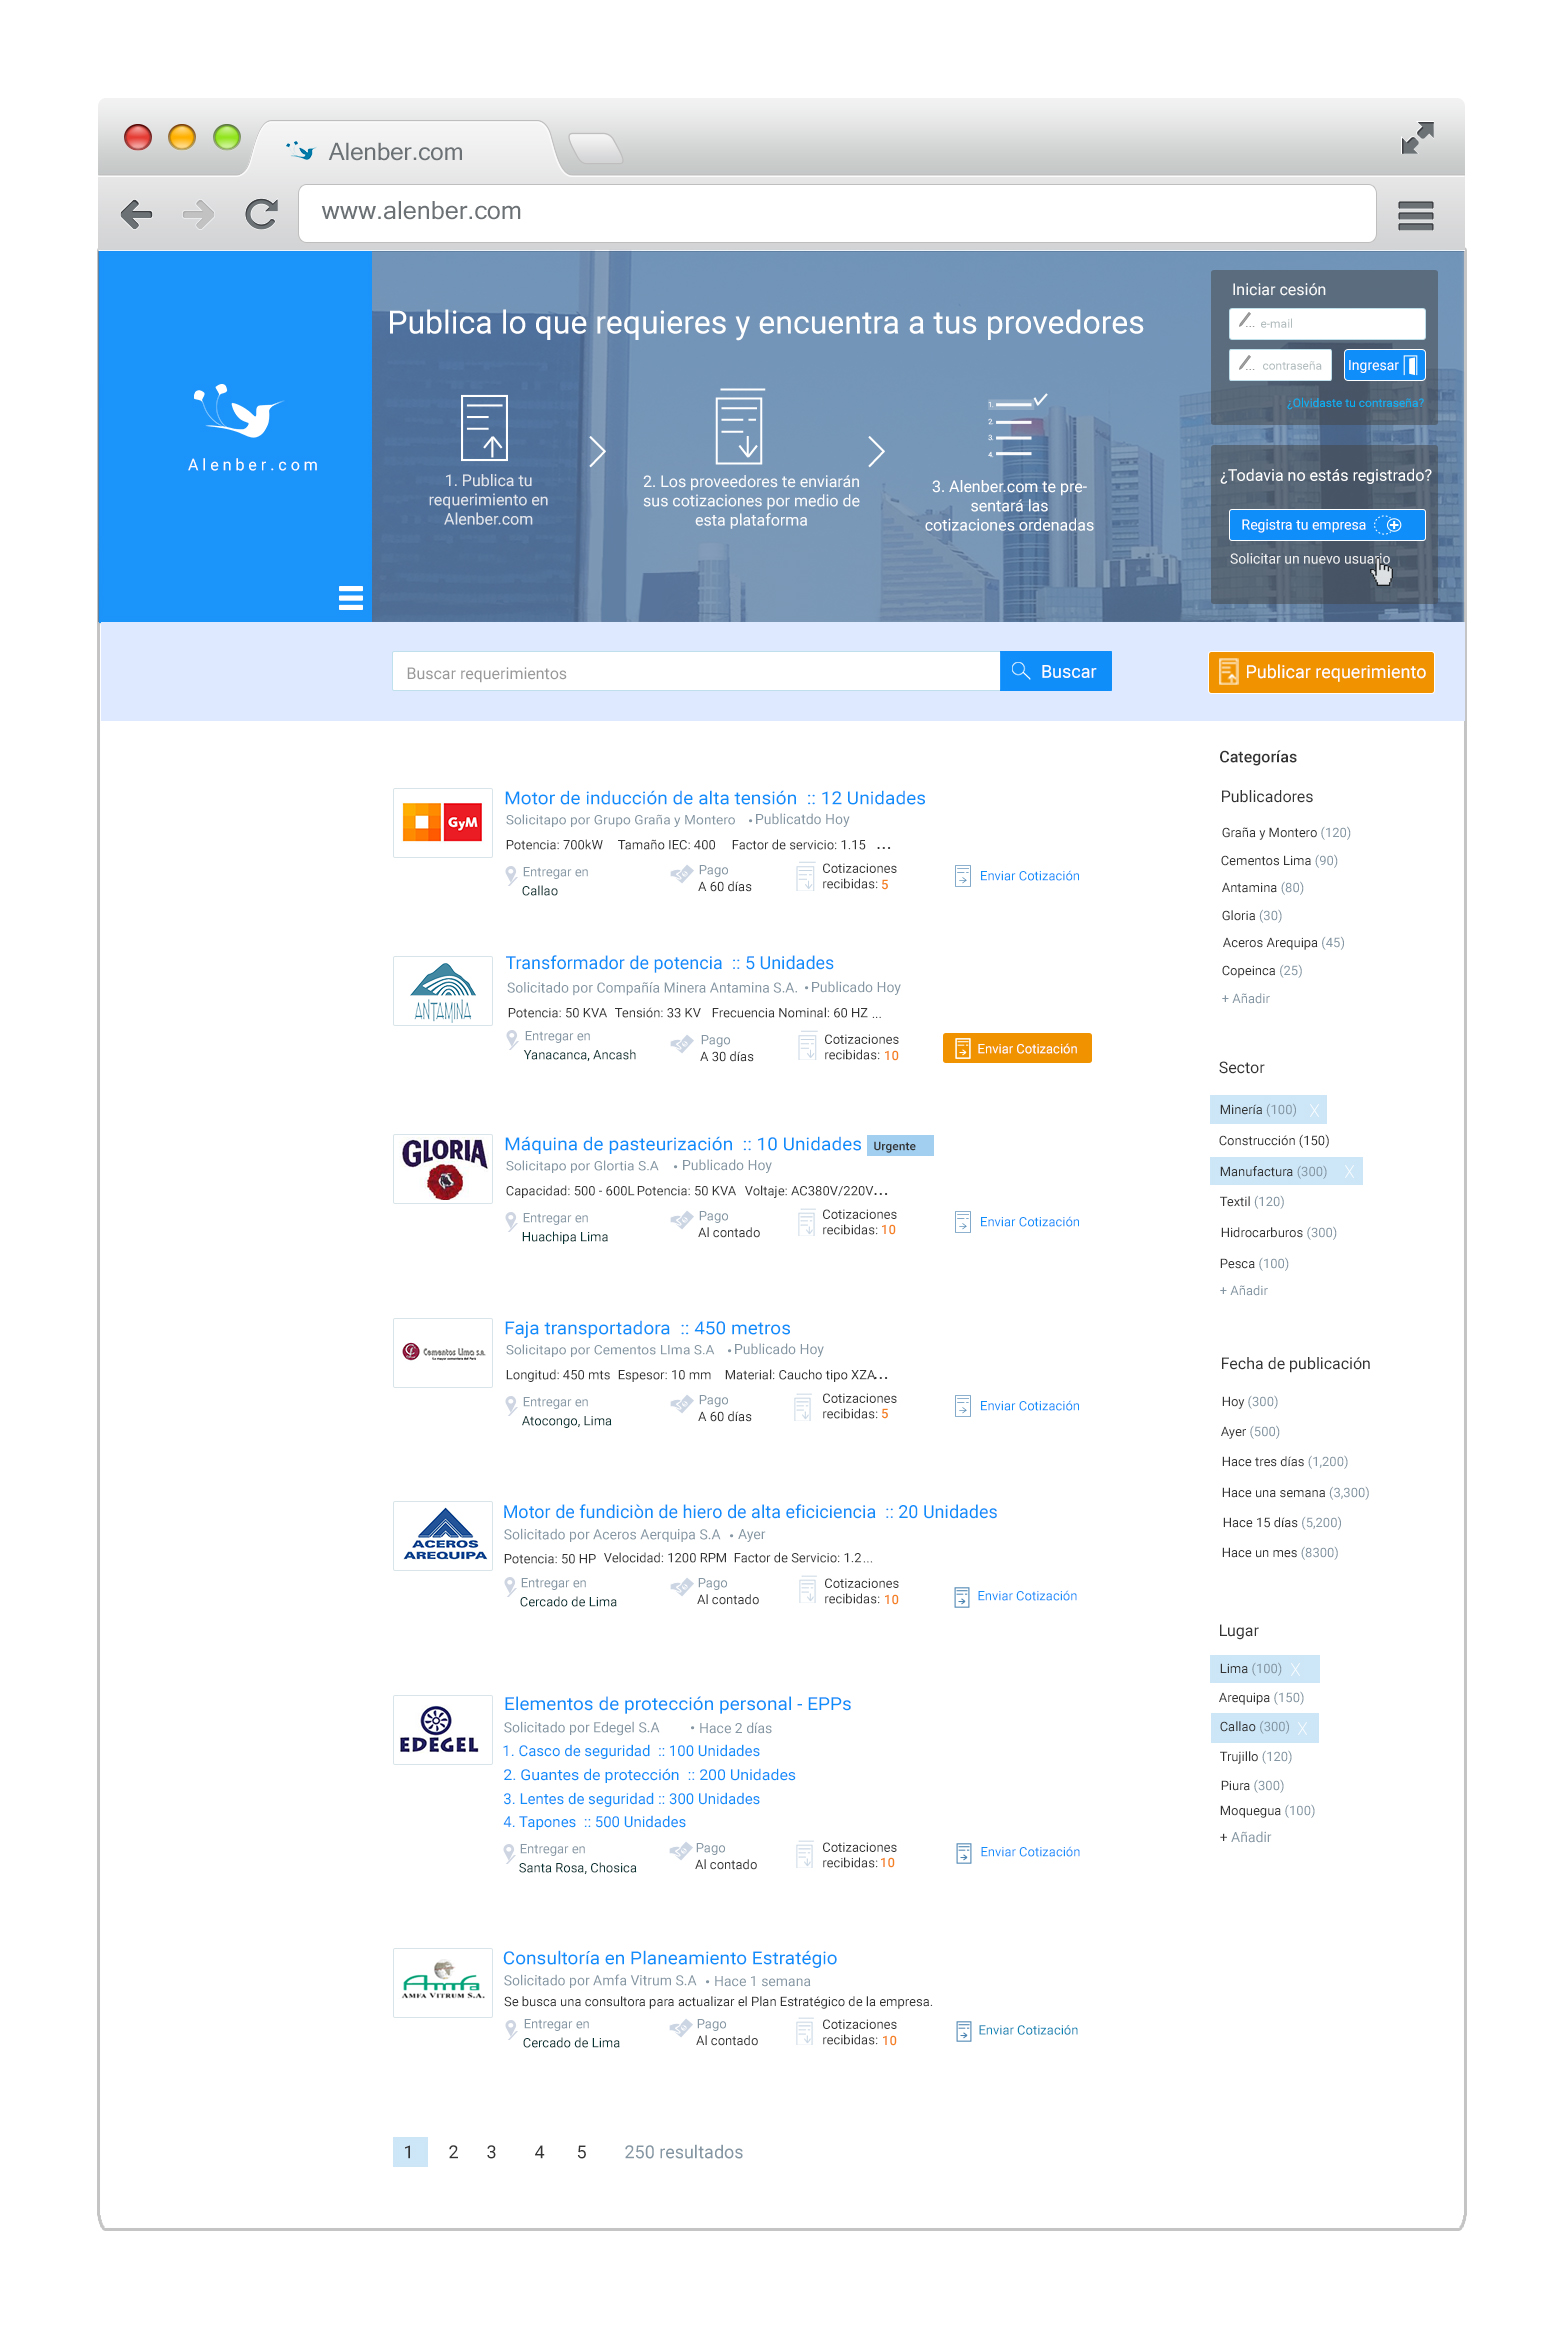 Alenber.com
www.alenber.com
Alenber.com
Publica lo que requieres y encuentra a tus provedores
1. Publica tu
requerimiento en
Alenber.com
2. Los proveedores te enviarán
sus cotizaciones por medio de
esta plataforma
1.
2.
3.
4.
3. Alenber.com te pre-
sentará las
cotizaciones ordenadas
Iniciar cesión
... e-mail
... contraseña
Ingresar
¿Olvidaste tu contraseña?
¿Todavia no estás registrado?
Registra tu empresa
Solicitar un nuevo usuario
Buscar requerimientos
Buscar
Publicar requerimiento
GyM
Motor de inducción de alta tensión :: 12 Unidades
Solicitapo por Grupo Graña y Montero • Publicatdo Hoy
Potencia: 700kW Tamaño IEC: 400 Factor de servicio: 1.15 ...
Entregar en
Callao
Pago
A 60 días
Cotizaciones
recibidas: 5
Enviar Cotización
ANTAMINA
Transformador de potencia :: 5 Unidades
Solicitado por Compañía Minera Antamina S.A. • Publicado Hoy
Potencia: 50 KVA Tensión: 33 KV Frecuencia Nominal: 60 HZ ...
Entregar en
Yanacanca, Ancash
Pago
A 30 días
Cotizaciones
recibidas: 10
Enviar Cotización
GLORIA
Máquina de pasteurización :: 10 Unidades Urgente
Solicitapo por Glortia S.A • Publicado Hoy
Capacidad: 500 - 600L Potencia: 50 KVA Voltaje: AC380V/220V...
Entregar en
Huachipa Lima
Pago
Al contado
Cotizaciones
recibidas: 10
Enviar Cotización
Cementos Lima S.A.
Faja transportadora :: 450 metros
Solicitapo por Cementos LIma S.A • Publicado Hoy
Longitud: 450 mts Espesor: 10 mm Material: Caucho tipo XZA...
Entregar en
Atocongo, Lima
Pago
A 60 días
Cotizaciones
recibidas: 5
Enviar Cotización
ACEROS
AREQUIPA
Motor de fundiciòn de hiero de alta eficiciencia :: 20 Unidades
Solicitado por Aceros Aerquipa S.A • Ayer
Potencia: 50 HP Velocidad: 1200 RPM Factor de Servicio: 1.2...
Entregar en
Cercado de Lima
Pago
Al contado
Cotizaciones
recibidas: 10
Enviar Cotización
EDEGEL
Elementos de protección personal - EPPs
Solicitado por Edegel S.A • Hace 2 días
1. Casco de seguridad :: 100 Unidades
2. Guantes de protección :: 200 Unidades
3. Lentes de seguridad :: 300 Unidades
4. Tapones :: 500 Unidades
Entregar en
Santa Rosa, Chosica
Pago
Al contado
Cotizaciones
recibidas: 10
Enviar Cotización
Amfa
AMFA VITRUM S.A.
Consultoría en Planeamiento Estratégio
Solicitado por Amfa Vitrum S.A • Hace 1 semana
Se busca una consultora para actualizar el Plan Estratégico de la empresa.
Entregar en
Cercado de Lima
Pago
Al contado
Cotizaciones
recibidas: 10
Enviar Cotización
1 2 3 4 5 250 resultados
Categorías
Publicadores
Graña y Montero (120)
Cementos Lima (90)
Antamina (80)
Gloria (30)
Aceros Arequipa (45)
Copeinca (25)
+ Añadir
Sector
Minería (100) X
Construcción (150)
Manufactura (300) X
Textil (120)
Hidrocarburos (300)
Pesca (100)
+ Añadir
Fecha de publicación
Hoy (300)
Ayer (500)
Hace tres días (1,200)
Hace una semana (3,300)
Hace 15 días (5,200)
Hace un mes (8300)
Lugar
Lima (100) X
Arequipa (150)
Callao (300) X
Trujillo (120)
Piura (300)
Moquegua (100)
+ Añadir